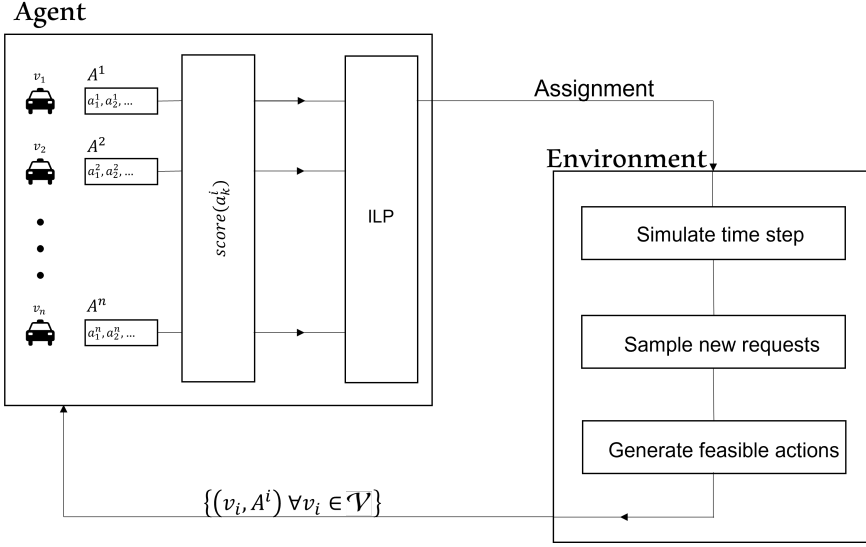 Agent
v₁ A¹
a₁¹, a₂¹, ...
v₂ A²
a₁², a₂², ...
vₙ Aⁿ
a₁ⁿ, a₂ⁿ, ...
score(aₖⁱ)
ILP
Assignment
Environment
Simulate time step
Sample new requests
Generate feasible actions
{(vᵢ, Aⁱ) ∀vᵢ ∈ 𝒱}